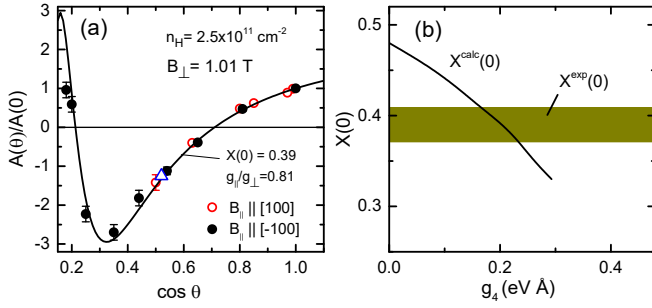 (a)
n_H= 2.5x10^11 cm^-2
B_⊥= 1.01 T
X(0) = 0.39
g_∥/g_⊥=0.81
B_∥ || [100]
B_∥ || [-100]
A(θ)/A(0)
3
2
1
0
-1
-2
-3
0.2 0.4 0.6 0.8 1.0
cos θ
(b)
X^calc(0)
X^exp(0)
X(0)
0.5
0.4
0.3
0.0 0.2 0.4
g_4 (eV Å)